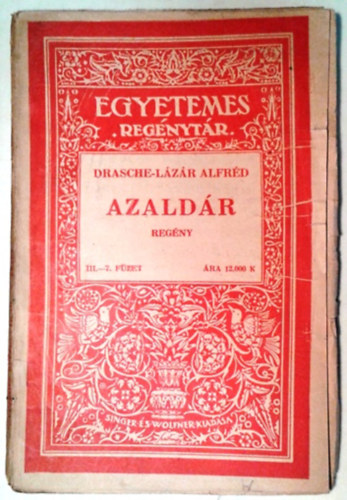 EGYETEMES
REGÉNYTÁR.
DRASCHE-LÁZÁR ALFRÉD
AZALDÁR
REGÉNY
III.—7. FÜZET ÁRA 12.000 K
SINGER ÉS WOLFNER KIADÁSA